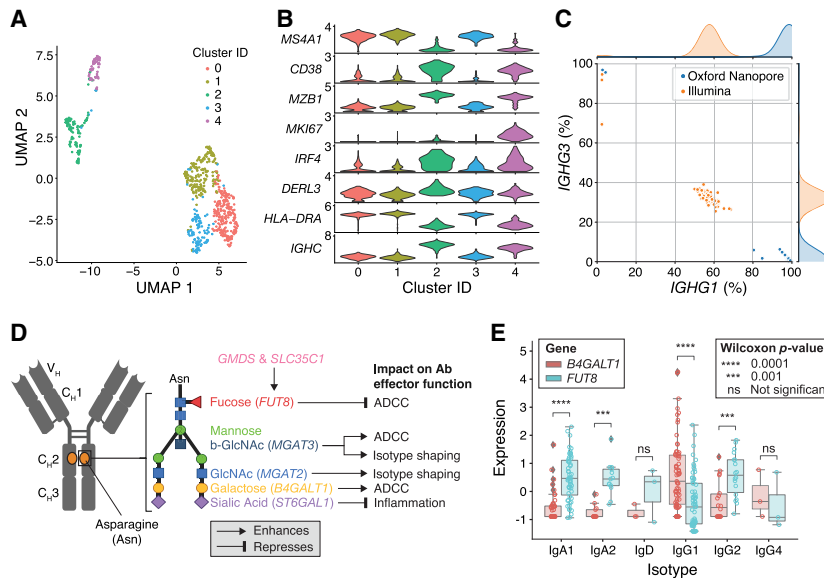 A
7.5
5.0
2.5
0.0
−2.5
−5.0
UMAP 2
−10
−5
0
5
UMAP 1
Cluster ID
0
1
2
3
4
B
4
MS4A1
3
CD38
5
MZB1
3
MKI67
3
IRF4
4
DERL3
6
HLA−DRA
8
IGHC
0
0 1 2 3 4
Cluster ID
C
Oxford Nanopore
Illumina
100
80
60
40
20
0
IGHG3 (%)
0 20 40 60 80 100
IGHG1 (%)
D
VH
CH1
CH2
CH3
Asparagine
(Asn)
Asn
GMDS & SLC35C1
Impact on Ab
effector function
Fucose (FUT8)
ADCC
Mannose
b-GlcNAc (MGAT3)
ADCC
Isotype shaping
GlcNAc (MGAT2)
Isotype shaping
Galactose (B4GALT1)
ADCC
Sialic Acid (ST6GAL1)
Inflammation
Enhances
Represses
E
Gene
B4GALT1
FUT8
Wilcoxon p-value
**** 0.0001
*** 0.001
ns Not significant
Expression
5
4
3
2
1
0
-1
****
***
ns
****
***
ns
IgA1 IgA2 IgD IgG1 IgG2 IgG4
Isotype